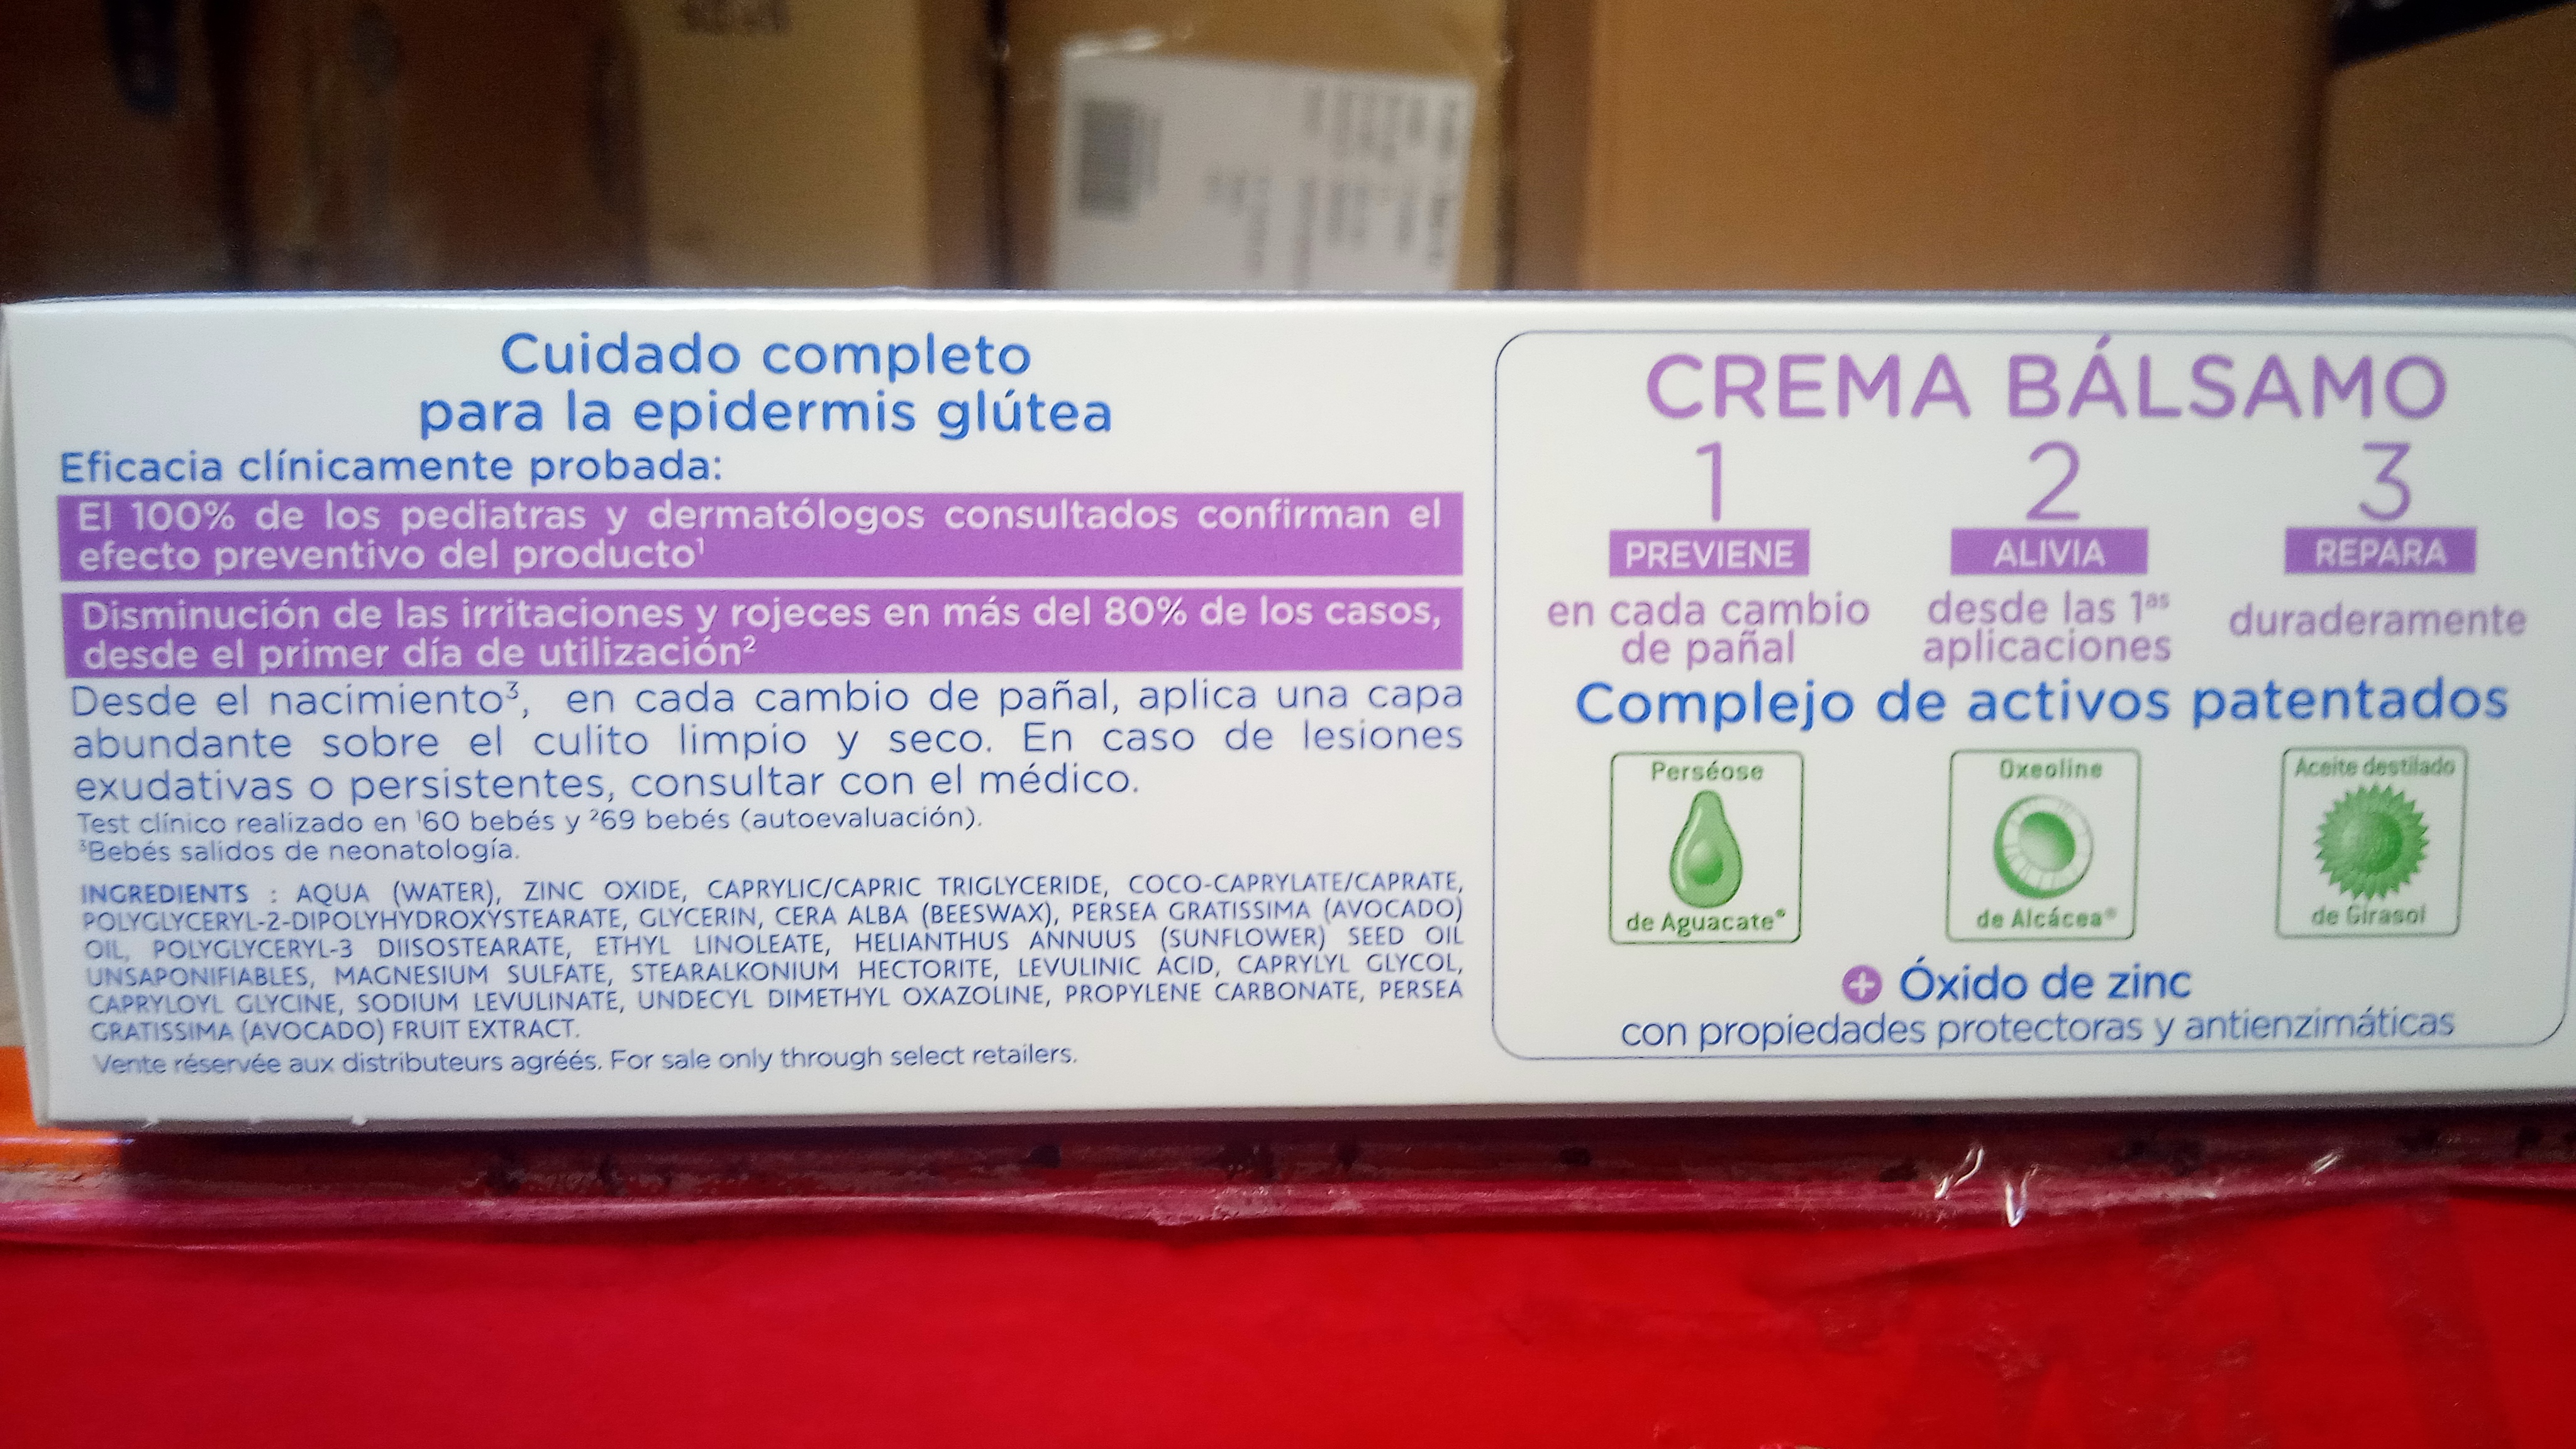 Cuidado completo
para la epidermis glútea
Eficacia clínicamente probada:
El 100% de los pediatras y dermatólogos consultados confirman el
efecto preventivo del producto¹
Disminución de las irritaciones y rojeces en más del 80% de los casos,
desde el primer día de utilización²
Desde el nacimiento³, en cada cambio de pañal, aplica una capa
abundante sobre el culito limpio y seco. En caso de lesiones
exudativas o persistentes, consultar con el médico.
Test clínico realizado en ¹60 bebés y ²69 bebés (autoevaluación).
³Bebés salidos de neonatología.
INGREDIENTS : AQUA (WATER), ZINC OXIDE, CAPRYLIC/CAPRIC TRIGLYCERIDE, COCO-CAPRYLATE/CAPRATE,
POLYGLYCERYL-2-DIPOLYHYDROXYSTEARATE, GLYCERIN, CERA ALBA (BEESWAX), PERSEA GRATISSIMA (AVOCADO)
OIL, POLYGLYCERYL-3 DIISOSTEARATE, ETHYL LINOLEATE, HELIANTHUS ANNUUS (SUNFLOWER) SEED OIL
UNSAPONIFIABLES, MAGNESIUM SULFATE, STEARALKONIUM HECTORITE, LEVULINIC ACID, CAPRYLYL GLYCOL,
CAPRYLOYL GLYCINE, SODIUM LEVULINATE, UNDECYL DIMETHYL OXAZOLINE, PROPYLENE CARBONATE, PERSEA
GRATISSIMA (AVOCADO) FRUIT EXTRACT.
Vente réservée aux distributeurs agréés. For sale only through select retailers.
CREMA BÁLSAMO
1 2 3
PREVIENE ALIVIA REPARA
en cada cambio desde las 1ᵃˢ duraderamente
de pañal aplicaciones
Complejo de activos patentados
Perséose Oxeoline Aceite destilado
de Aguacate® de Alcácea® de Girasol
+ Óxido de zinc
con propiedades protectoras y antienzimáticas